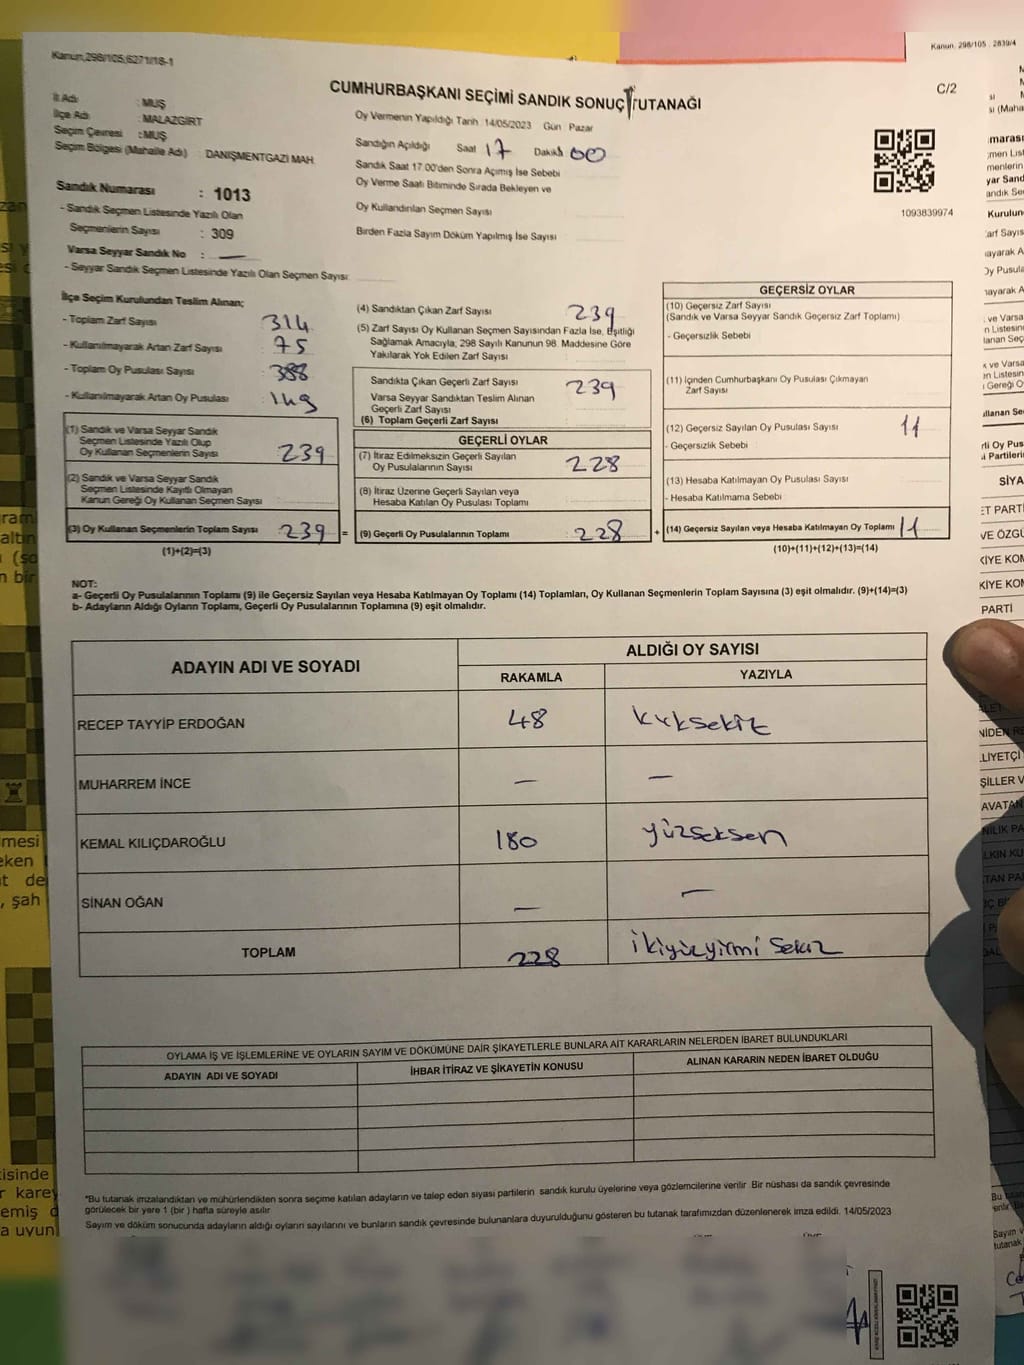 Kanun, 298/105, 2839/4
Kanun,298/105,6271/18-1
CUMHURBAŞKANI SEÇİMİ SANDIK SONUÇ TUTANAĞI
C/2
İl Adı : MUŞ
İlçe Adı : MALAZGİRT
Seçim Çevresi : MUŞ
Seçim Bölgesi (Mahalle Adı) : DANIŞMENTGAZİ MAH.
Oy Vermenin Yapıldığı Tarih 14/05/2023 Gün Pazar
Sandığın Açıldığı Saat 17 Dakika 00
Sandık Saat 17.00'den Sonra Açımış İse Sebebi
Oy Verme Saati Bitiminde Sırada Bekleyen ve
Oy Kullandırılan Seçmen Sayısı
Birden Fazla Sayım Döküm Yapılmış İse Sayısı
1093839974
Sandık Numarası : 1013
- Sandık Seçmen Listesinde Yazılı Olan
Seçmenlerin Sayısı : 309
Varsa Seyyar Sandık No : —
- Seyyar Sandık Seçmen Listesinde Yazılı Olan Seçmen Sayısı
İlçe Seçim Kurulundan Teslim Alınan;
- Toplam Zarf Sayısı 314
- Kullanılmayarak Artan Zarf Sayısı 75
- Toplam Oy Pusulası Sayısı 388
- Kullanılmayarak Artan Oy Pusulası 149
(1) Sandık ve Varsa Seyyar Sandık
Seçmen Listesinde Yazılı Olup
Oy Kullanan Seçmenlerin Sayısı 239
(2) Sandık ve Varsa Seyyar Sandık
Seçmen Listesinde Kayıtlı Olmayan
Kanun Gereği Oy Kullanan Seçmen Sayısı
(3) Oy Kullanan Seçmenlerin Toplam Sayısı 239 =
(1)+(2)=(3)
(4) Sandıktan Çıkan Zarf Sayısı 239
(5) Zarf Sayısı Oy Kullanan Seçmen Sayısından Fazla İse, Eşitliği
Sağlamak Amacıyla, 298 Sayılı Kanunun 98. Maddesine Göre
Yakılarak Yok Edilen Zarf Sayısı
Sandıkta Çıkan Geçerli Zarf Sayısı 239
Varsa Seyyar Sandıktan Teslim Alınan
Geçerli Zarf Sayısı
(6) Toplam Geçerli Zarf Sayısı
GEÇERLİ OYLAR
(7) İtiraz Edilmeksizin Geçerli Sayılan
Oy Pusulalarının Sayısı 228
(8) İtiraz Üzerine Geçerli Sayılan veya
Hesaba Katılan Oy Pusulası Toplamı
(9) Geçerli Oy Pusulalarının Toplamı 228 +
GEÇERSİZ OYLAR
(10) Geçersiz Zarf Sayısı
(Sandık ve Varsa Seyyar Sandık Geçersiz Zarf Toplamı)
- Geçersizlik Sebebi
(11) İçinden Cumhurbaşkanı Oy Pusulası Çıkmayan
Zarf Sayısı
(12) Geçersiz Sayılan Oy Pusulası Sayısı 11
- Geçersizlik Sebebi
(13) Hesaba Katılmayan Oy Pusulası Sayısı
- Hesaba Katılmama Sebebi
(14) Geçersiz Sayılan veya Hesaba Katılmayan Oy Toplamı 11
(10)+(11)+(12)+(13)=(14)
NOT:
a- Geçerli Oy Pusulalarının Toplamı (9) ile Geçersiz Sayılan veya Hesaba Katılmayan Oy Toplamı (14) Toplamları, Oy Kullanan Seçmenlerin Toplam Sayısına (3) eşit olmalıdır. (9)+(14)=(3)
b- Adayların Aldığı Oyların Toplamı, Geçerli Oy Pusulalarının Toplamına (9) eşit olmalıdır.
ADAYIN ADI VE SOYADI
ALDIĞI OY SAYISI
RAKAMLA YAZIYLA
RECEP TAYYİP ERDOĞAN 48 kırksekiz
MUHARREM İNCE — —
KEMAL KILIÇDAROĞLU 180 yüzseksen
SİNAN OĞAN — —
TOPLAM 228 ikiyüzyirmi sekiz
OYLAMA İŞ VE İŞLEMLERİNE VE OYLARIN SAYIM VE DÖKÜMÜNE DAİR ŞİKAYETLERLE BUNLARA AİT KARARLARIN NELERDEN İBARET BULUNDUKLARI
ADAYIN ADI VE SOYADI İHBAR İTİRAZ VE ŞİKAYETİN KONUSU ALINAN KARARIN NEDEN İBARET OLDUĞU
*Bu tutanak imzalandıktan ve mühürlendikten sonra seçime katılan adayların ve talep eden siyasi partilerin sandık kurulu üyelerine veya gözlemcilerine verilir. Bir nüshası da sandık çevresinde
görülecek bir yere 1 (bir ) hafta süreyle asılır
Sayım ve döküm sonucunda adayların aldığı oyların sayılarını ve bunların sandık çevresinde bulunanlara duyurulduğunu gösteren bu tutanak tarafımızdan düzenlenerek imza edildi. 14/05/2023